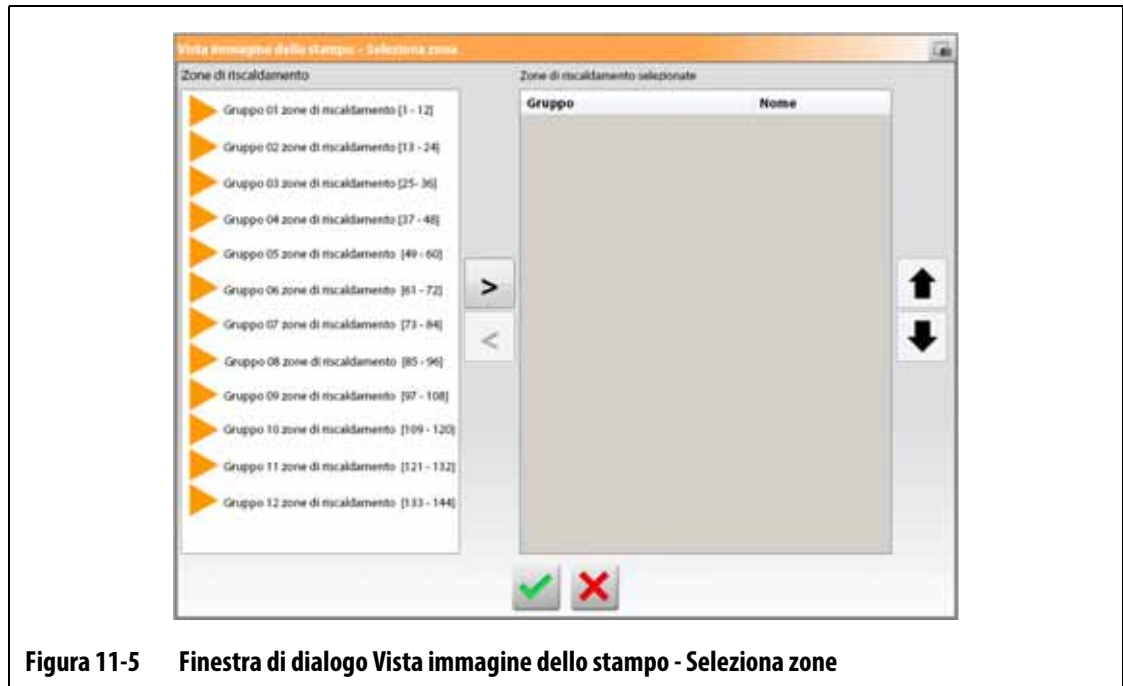 Vista immagine dello stampo - Seleziona zona
Zone di riscaldamento
Zone di riscaldamento selezionate
Gruppo
Nome
Gruppo 01 zone di riscaldamento [1 - 12]
Gruppo 02 zone di riscaldamento [13 - 24]
Gruppo 03 zone di riscaldamento [25- 36]
Gruppo 04 zone di riscaldamento [37 - 48]
Gruppo 05 zone di riscaldamento [49 - 60]
Gruppo 06 zone di riscaldamento [61 - 72]
Gruppo 07 zone di riscaldamento [73 - 84]
Gruppo 08 zone di riscaldamento [85 - 96]
Gruppo 09 zone di riscaldamento [97 - 108]
Gruppo 10 zone di riscaldamento [109 - 120]
Gruppo 11 zone di riscaldamento [121 - 132]
Gruppo 12 zone di riscaldamento [133 - 144]
>
<
Figura 11-5 Finestra di dialogo Vista immagine dello stampo - Seleziona zone